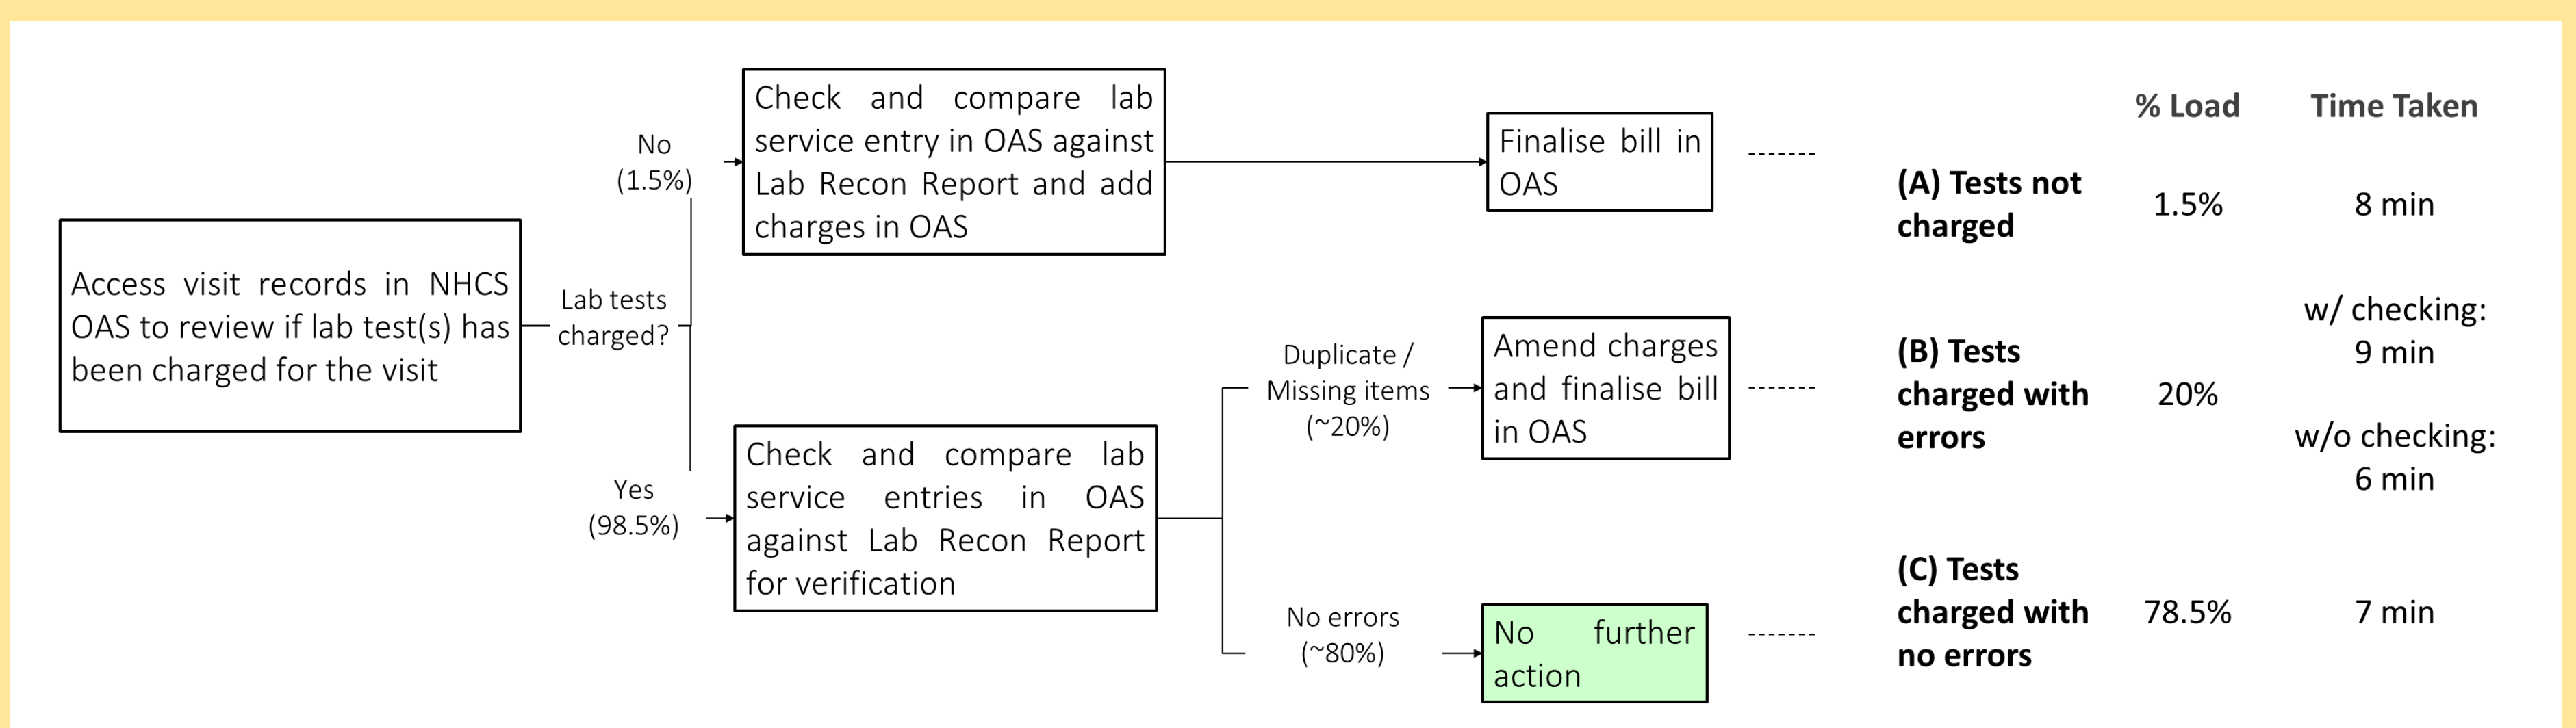 Access visit records in NHCS
OAS to review if lab test(s) has
been charged for the visit
Lab tests
charged?
No
(1.5%)
Check and compare lab
service entry in OAS against
Lab Recon Report and add
charges in OAS
Finalise bill in
OAS
Yes
(98.5%)
Check and compare lab
service entries in OAS
against Lab Recon Report
for verification
Duplicate /
Missing items
(~20%)
Amend charges
and finalise bill
in OAS
No errors
(~80%)
No further
action
% Load
Time Taken
(A) Tests not
charged
1.5%
8 min
(B) Tests
charged with
errors
20%
w/ checking:
9 min
w/o checking:
6 min
(C) Tests
charged with
no errors
78.5%
7 min